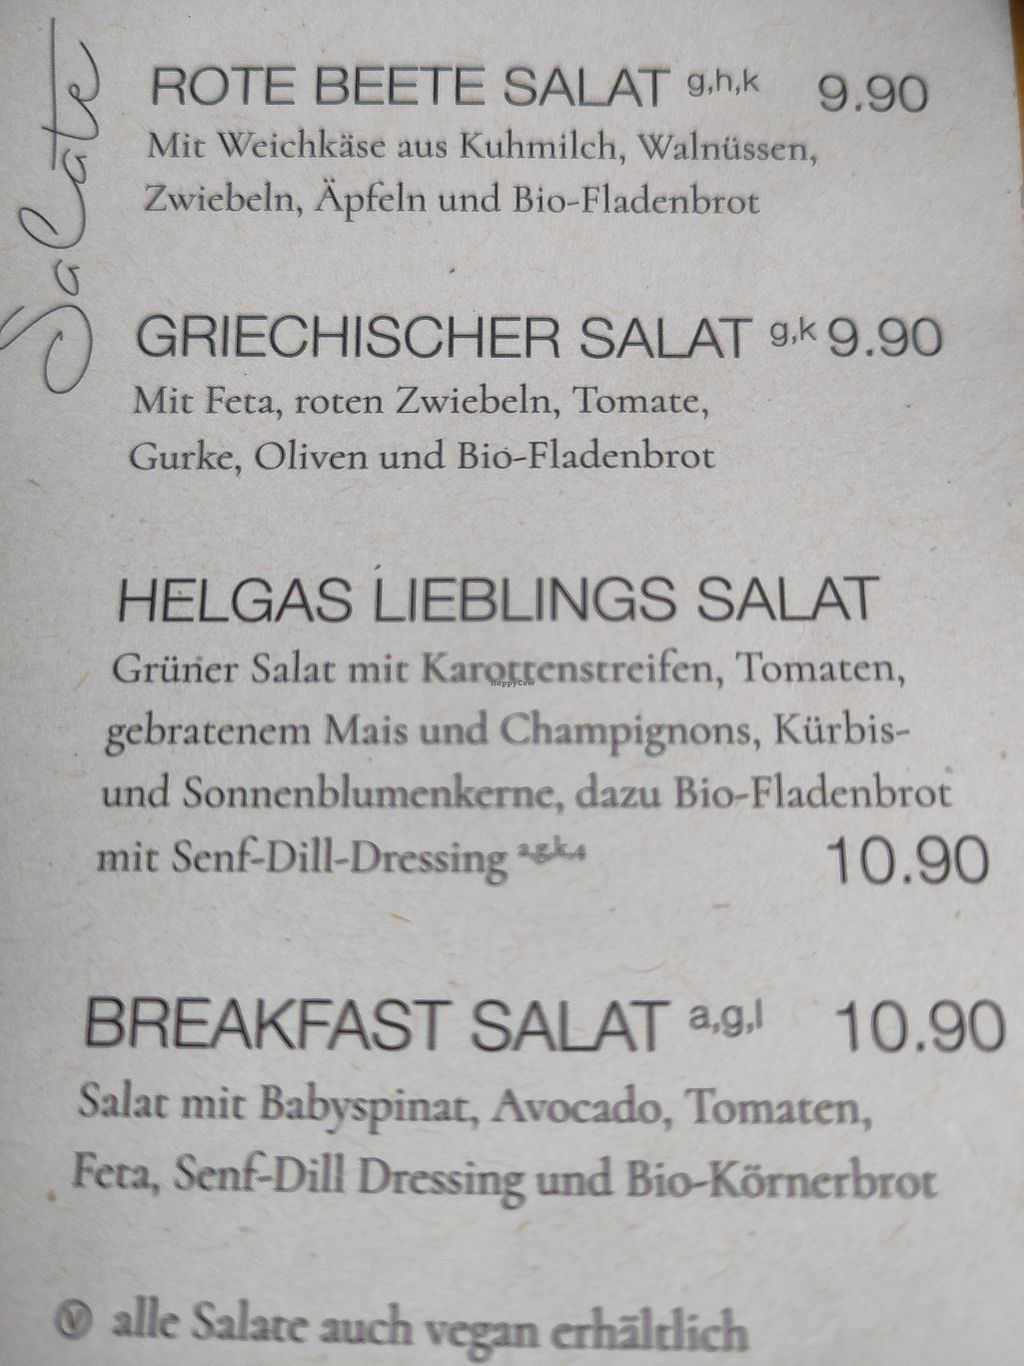 Salate
ROTE BEETE SALAT g,h,k 9.90
Mit Weichkäse aus Kuhmilch, Walnüssen,
Zwiebeln, Äpfeln und Bio-Fladenbrot
GRIECHISCHER SALAT g,k 9.90
Mit Feta, roten Zwiebeln, Tomate,
Gurke, Oliven und Bio-Fladenbrot
HELGAS LIEBLINGS SALAT
Grüner Salat mit Karottenstreifen, Tomaten,
HappyCow
gebratenem Mais und Champignons, Kürbis-
und Sonnenblumenkerne, dazu Bio-Fladenbrot
mit Senf-Dill-Dressing 10.90
BREAKFAST SALAT a,g,l 10.90
Salat mit Babyspinat, Avocado, Tomaten,
Feta, Senf-Dill Dressing und Bio-Körnerbrot
V alle Salate auch vegan erhältlich